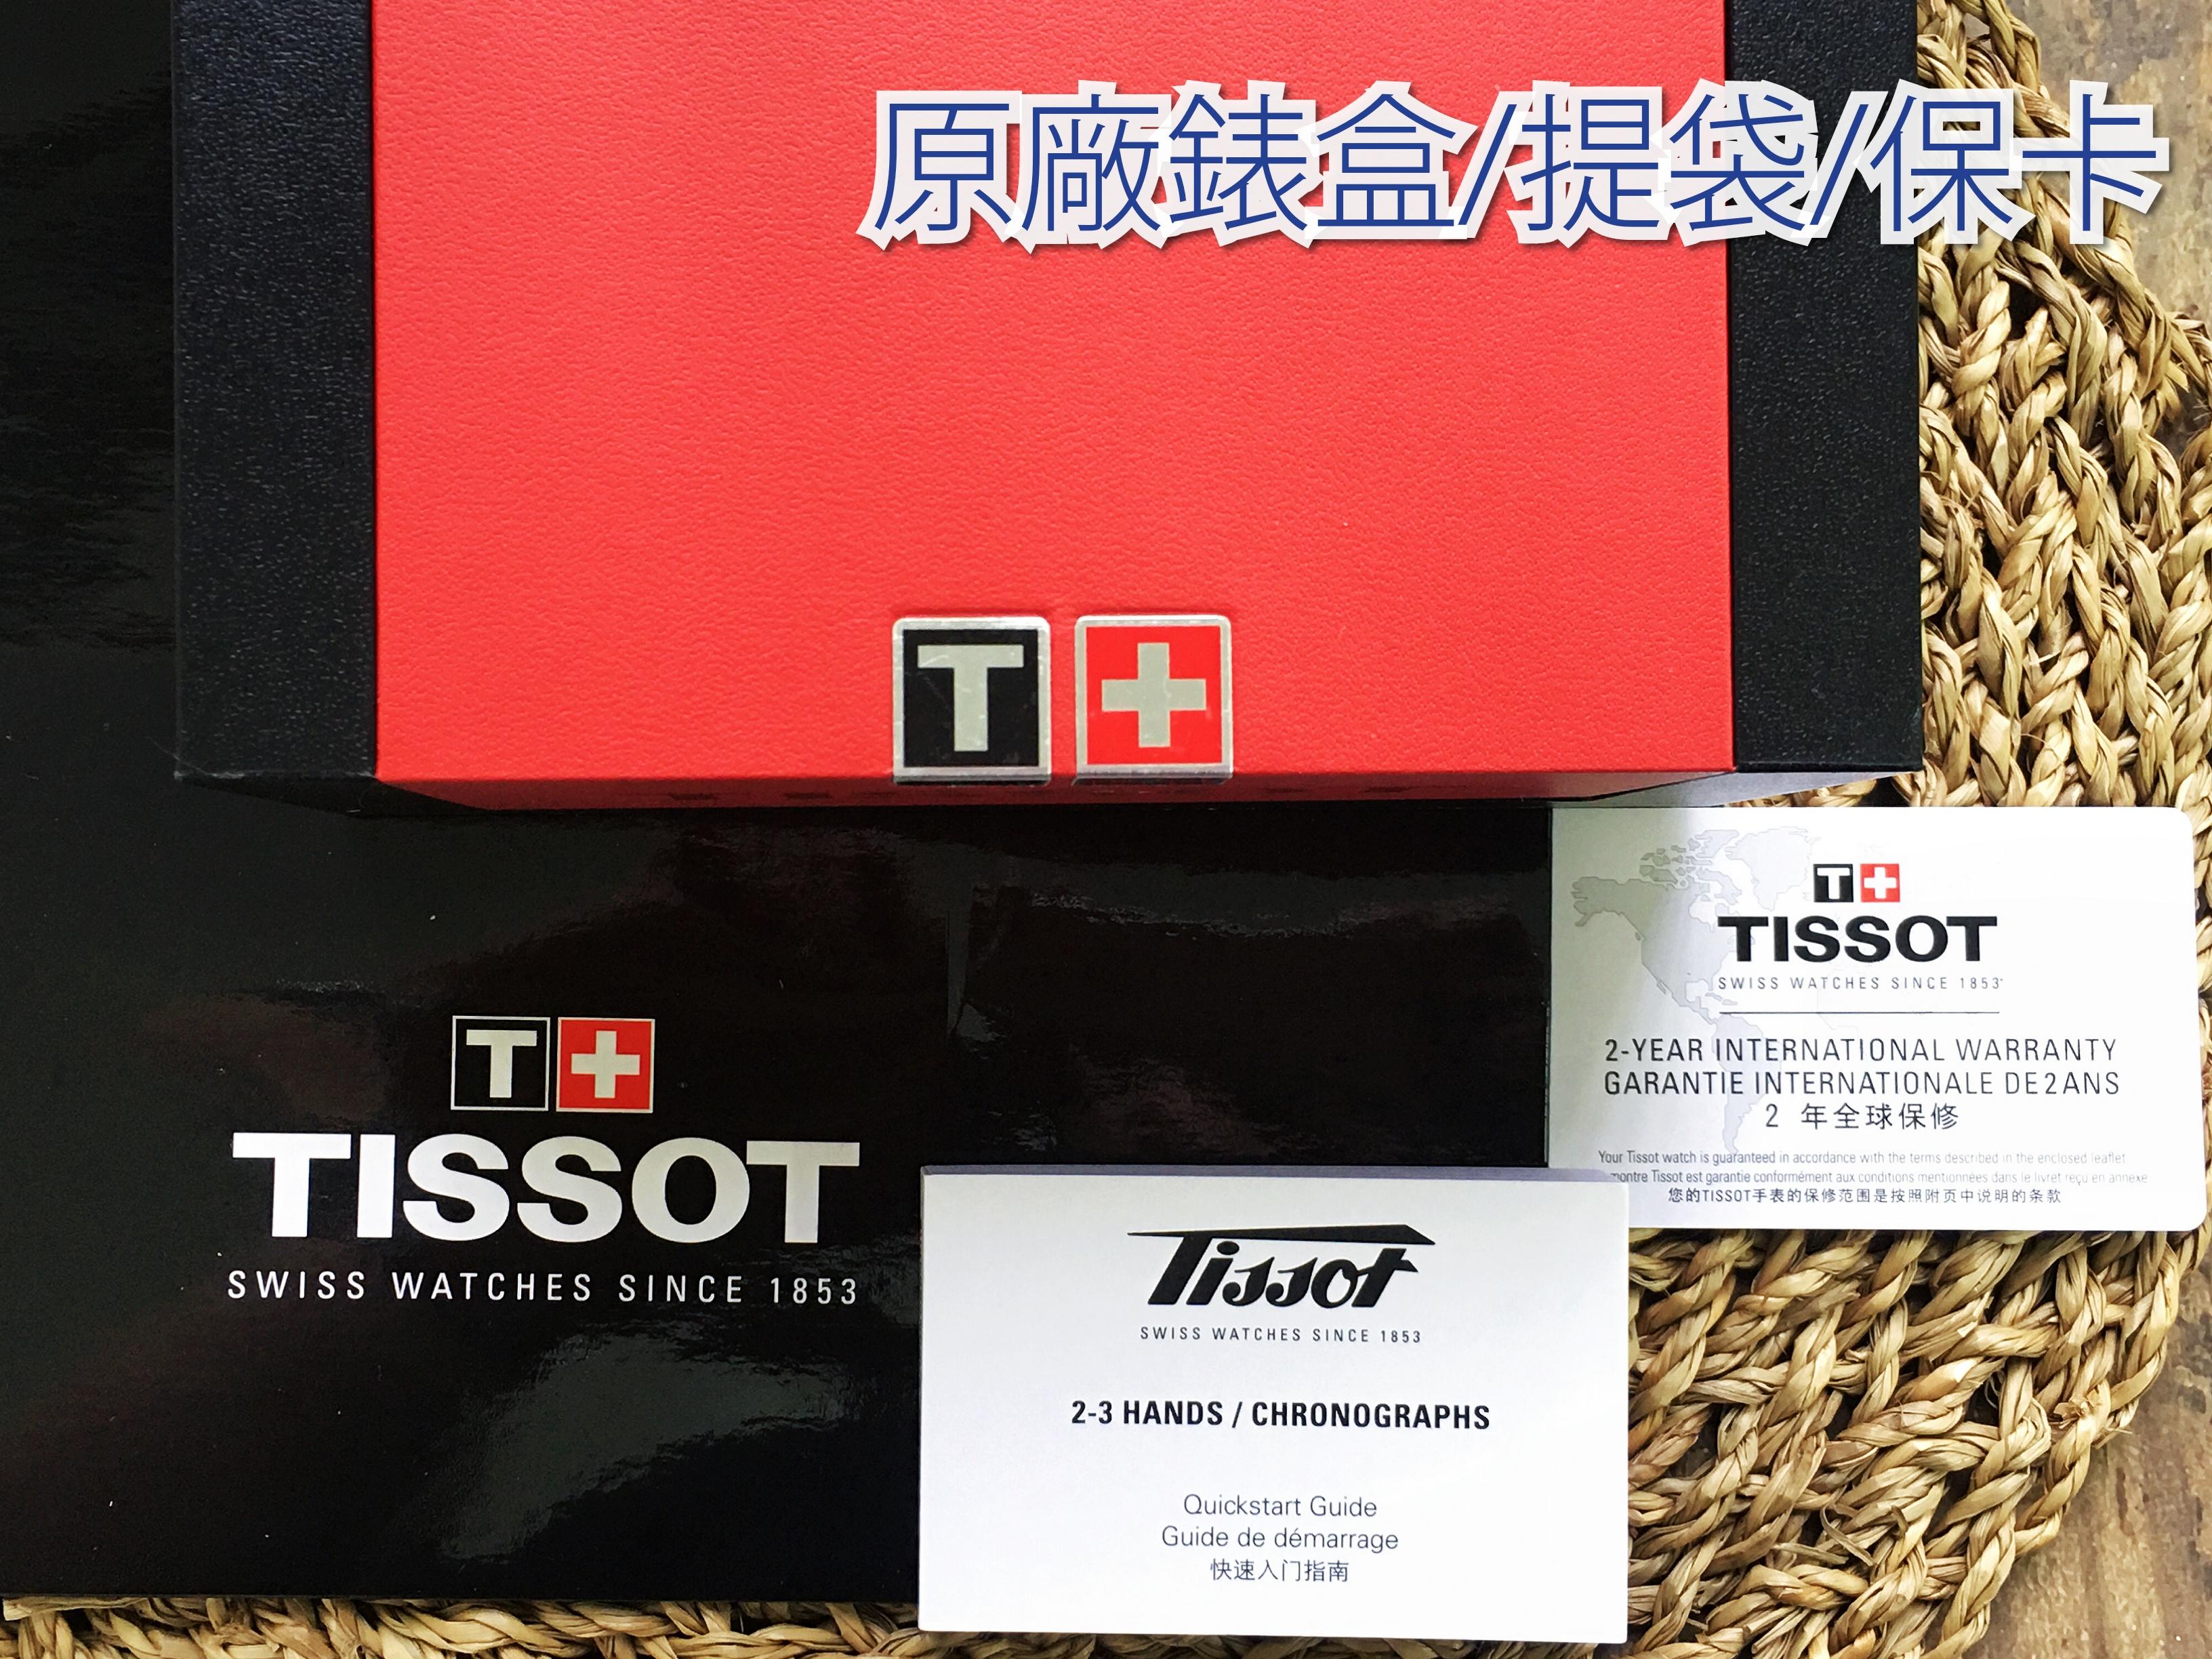 原廠錶盒/提袋/保卡
T
T
TISSOT
SWISS WATCHES SINCE 1853
T
TISSOT
SWISS WATCHES SINCE 1853
2-YEAR INTERNATIONAL WARRANTY
GARANTIE INTERNATIONALE DE 2 ANS
2 年全球保修
Your Tissot watch is guaranteed in accordance with the terms described in the enclosed leaflet
montre Tissot est garantie conformément aux conditions mentionnées dans le livret reçu en annexe
您的TISSOT手表的保修范围是按照附页中说明的条款
Tissot
SWISS WATCHES SINCE 1853
2-3 HANDS / CHRONOGRAPHS
Quickstart Guide
Guide de démarrage
快速入门指南